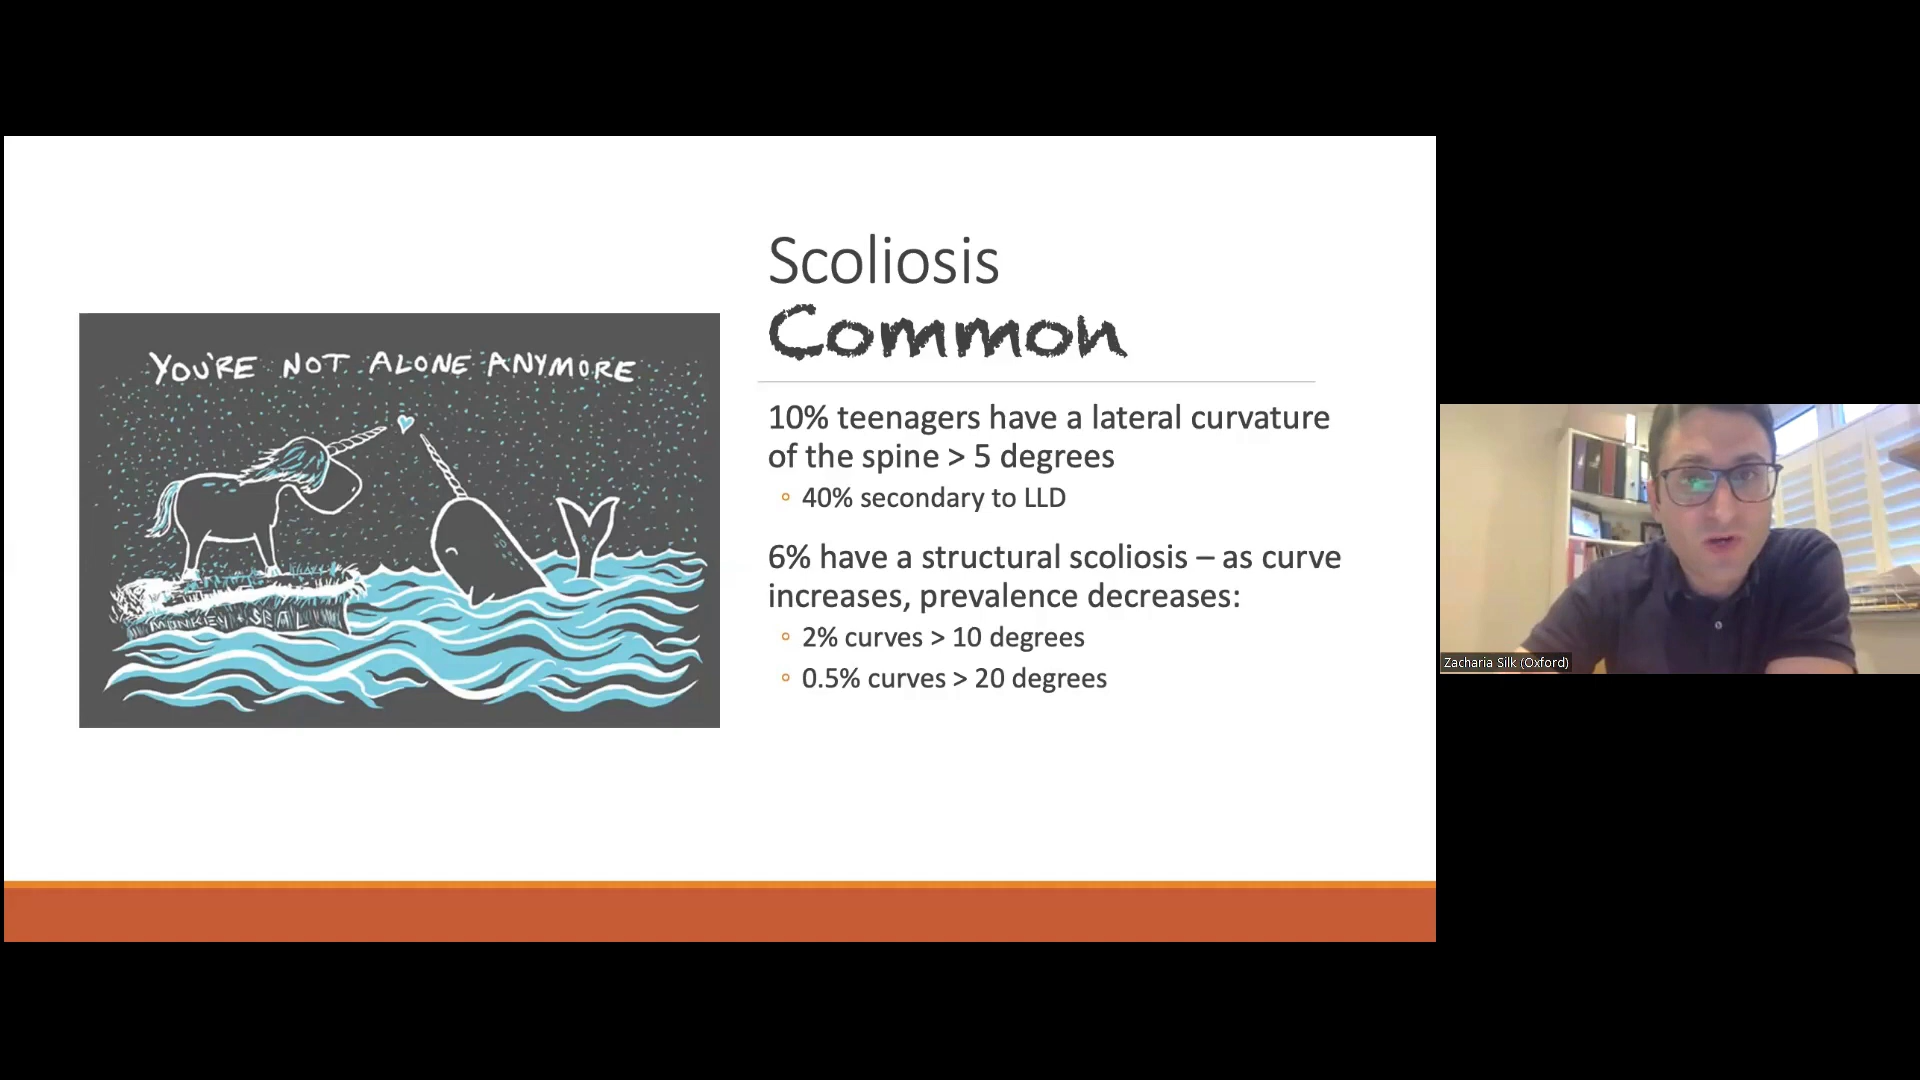 YOU'RE NOT ALONE ANYMORE
MONKEY + SEAL
Scoliosis
Common
10% teenagers have a lateral curvature
of the spine > 5 degrees
◦ 40% secondary to LLD
6% have a structural scoliosis – as curve
increases, prevalence decreases:
◦ 2% curves > 10 degrees
◦ 0.5% curves > 20 degrees
Zacharia Silk (Oxford)